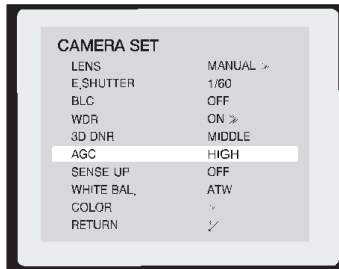 CAMERA SET
LENS MANUAL
E.SHUTTER 1/60
BLC OFF
WDR ON
3D DNR MIDDLE
AGC HIGH
SENSE UP OFF
WHITE BAL. ATW
COLOR
RETURN